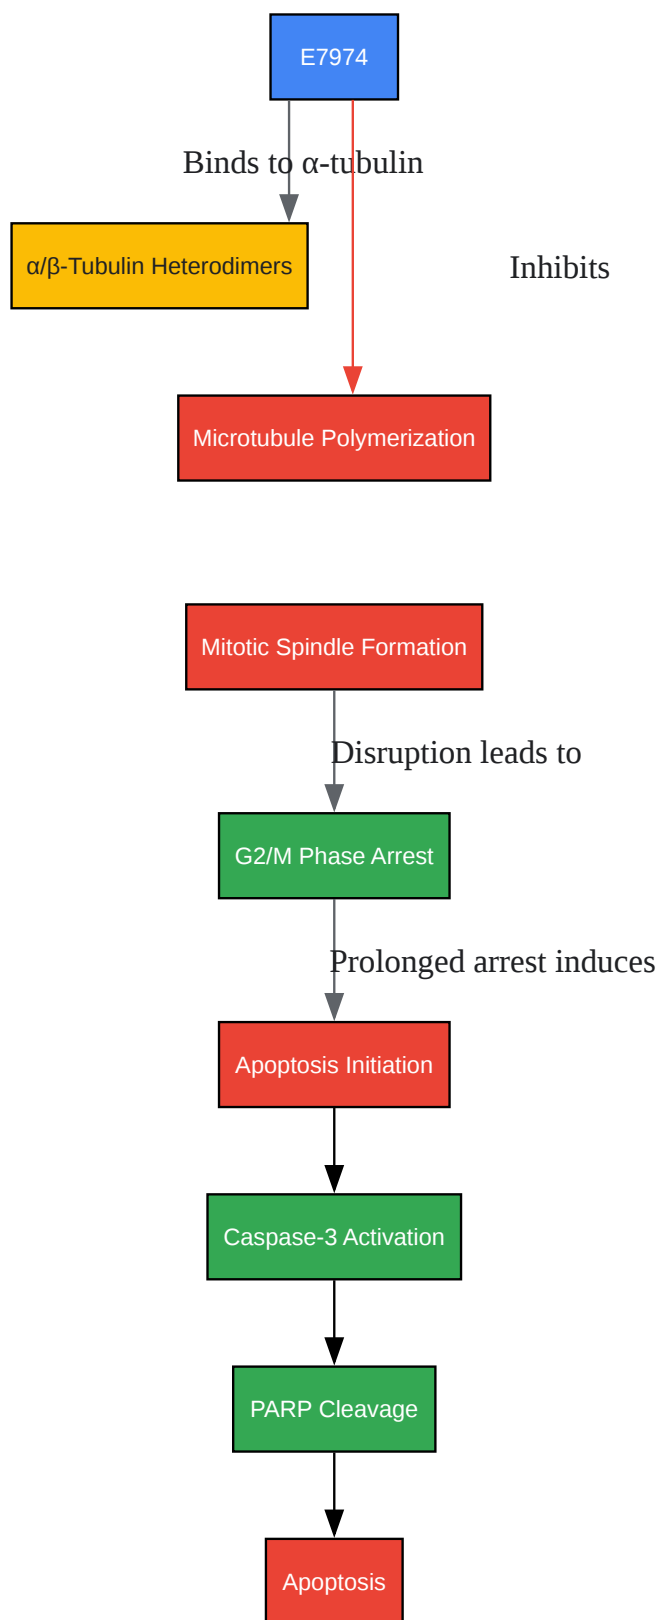 E7974
Binds to α-tubulin
α/β-Tubulin Heterodimers
Inhibits
Microtubule Polymerization
Mitotic Spindle Formation
Disruption leads to
G2/M Phase Arrest
Prolonged arrest induces
Apoptosis Initiation
Caspase-3 Activation
PARP Cleavage
Apoptosis